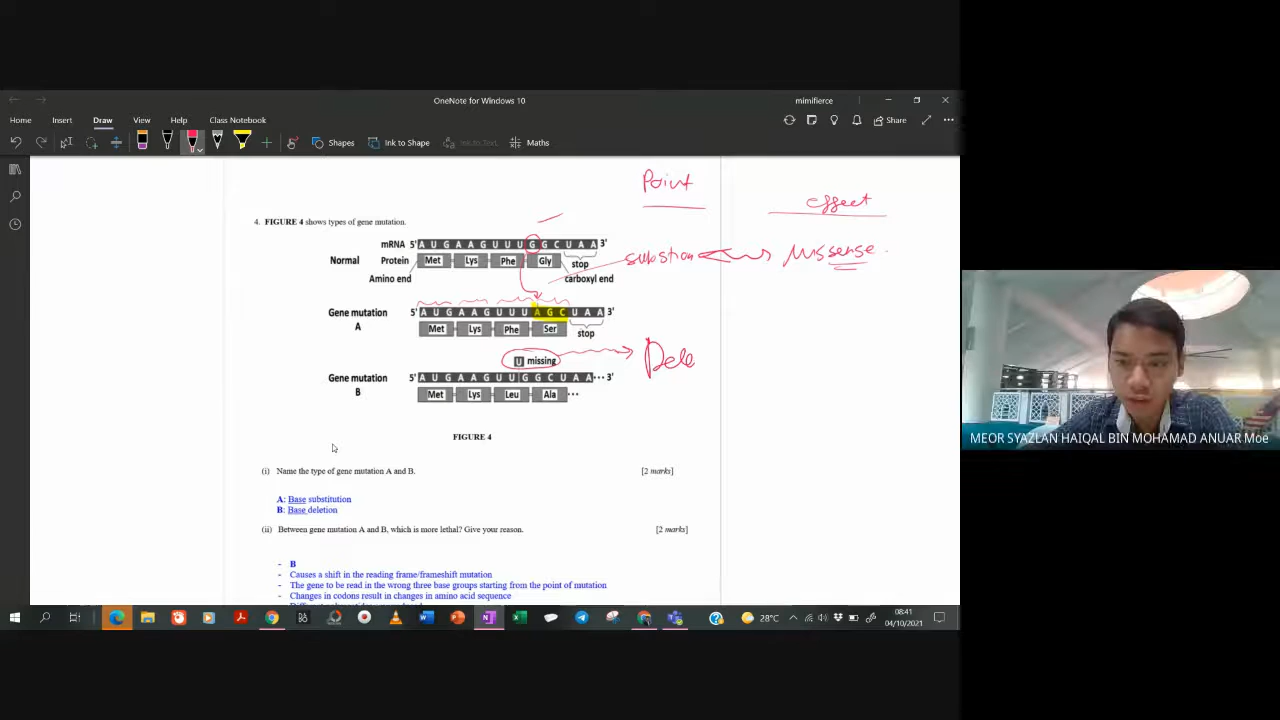 OneNote for Windows 10
mimifierce
Home Insert Draw View Help Class Notebook
Share
Shapes Ink to Shape Ink to Text Maths
Point
effect
4. FIGURE 4 shows types of gene mutation.
mRNA 5' A U G A A G U U U G G C U A A 3'
Normal Protein Met Lys Phe Gly stop
Amino end carboxyl end
substion Missense
Gene mutation A
5' A U G A A G U U U A G C U A A 3'
Met Lys Phe Ser stop
U missing
Dele
Gene mutation B
5' A U G A A G U U G G C U A A ... 3'
Met Lys Leu Ala ...
FIGURE 4
(i) Name the type of gene mutation A and B. [2 marks]
A: Base substitution
B: Base deletion
(ii) Between gene mutation A and B, which is more lethal? Give your reason. [2 marks]
- B
- Causes a shift in the reading frame/frameshift mutation
- The gene to be read in the wrong three base groups starting from the point of mutation
- Changes in codons result in changes in amino acid sequence
MEOR SYAZLAN HAIQAL BIN MOHAMAD ANUAR Moe
28°C
08:41
04/10/2021